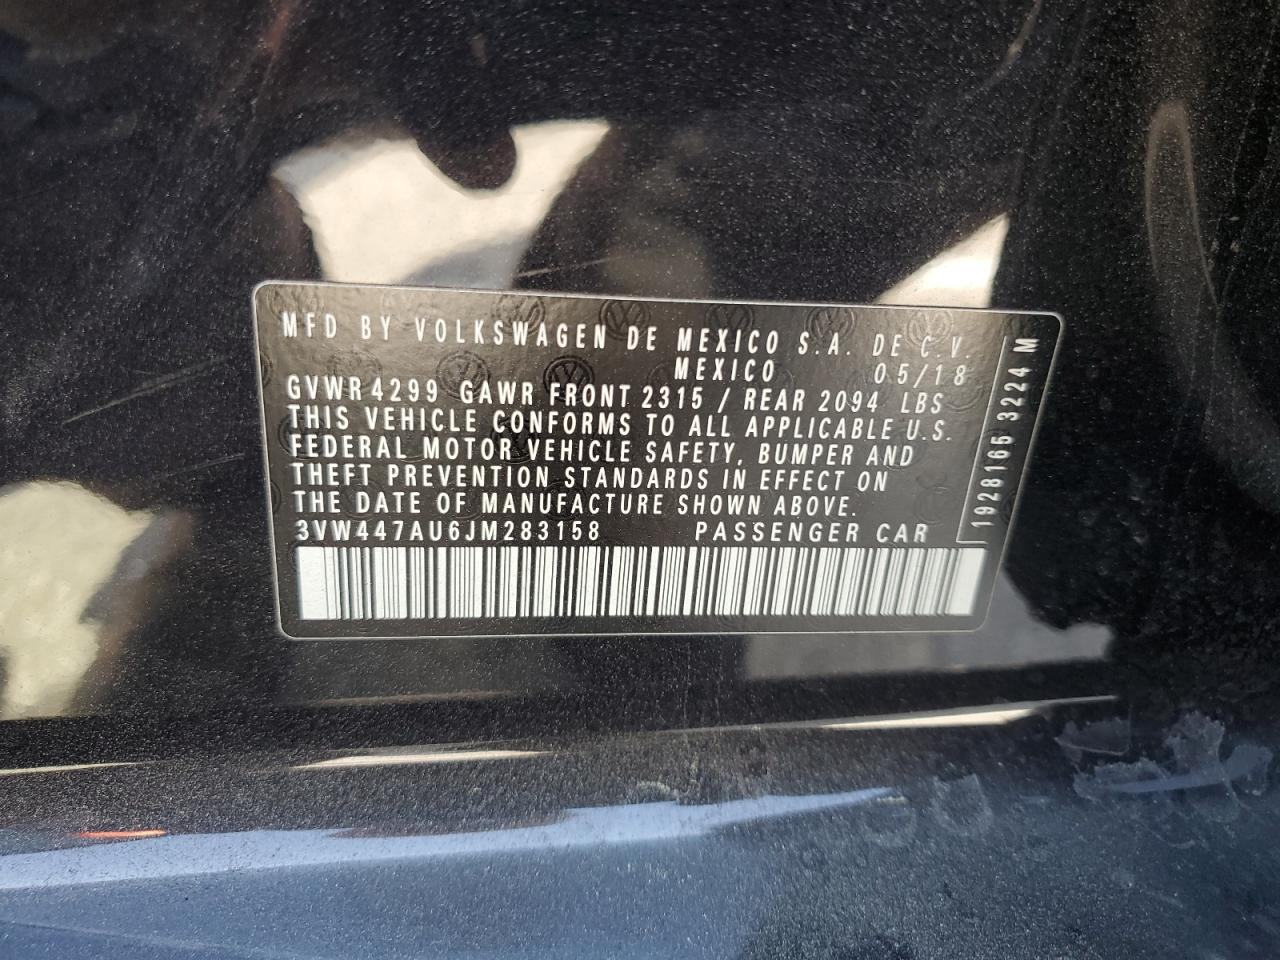 MFD BY VOLKSWAGEN DE MEXICO S.A. DE C.V.
MEXICO 05/18
GVWR 4299 GAWR FRONT 2315 / REAR 2094 LBS
THIS VEHICLE CONFORMS TO ALL APPLICABLE U.S.
FEDERAL MOTOR VEHICLE SAFETY, BUMPER AND
THEFT PREVENTION STANDARDS IN EFFECT ON
THE DATE OF MANUFACTURE SHOWN ABOVE.
3VW447AU6JM283158 PASSENGER CAR
1928165 3224 M